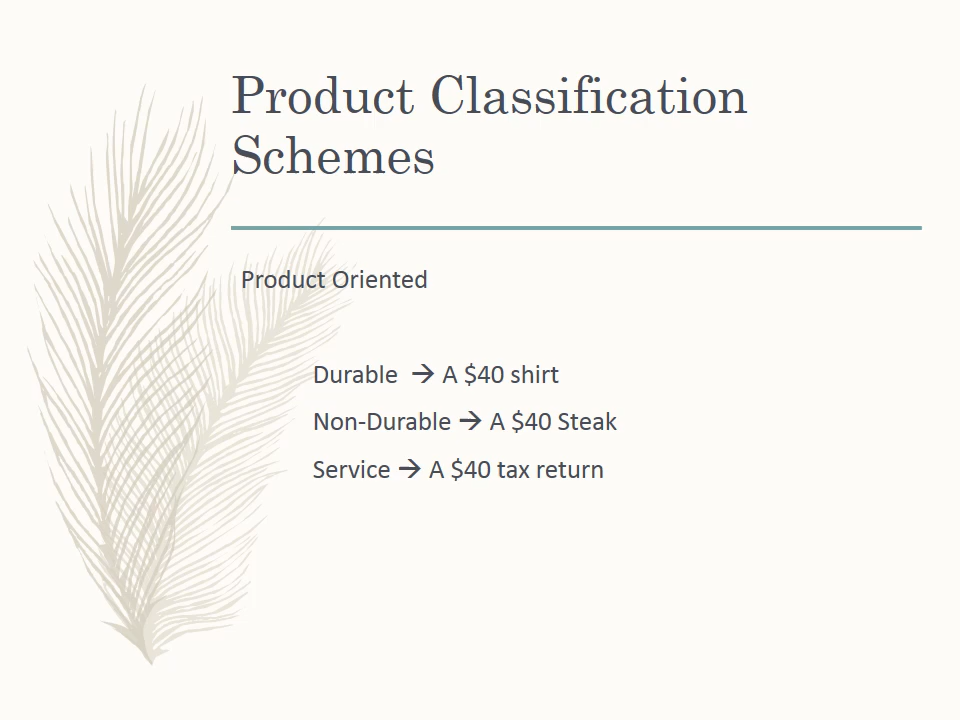 Product Classification
Schemes
Product Oriented
Durable → A $40 shirt
Non-Durable → A $40 Steak
Service → A $40 tax return